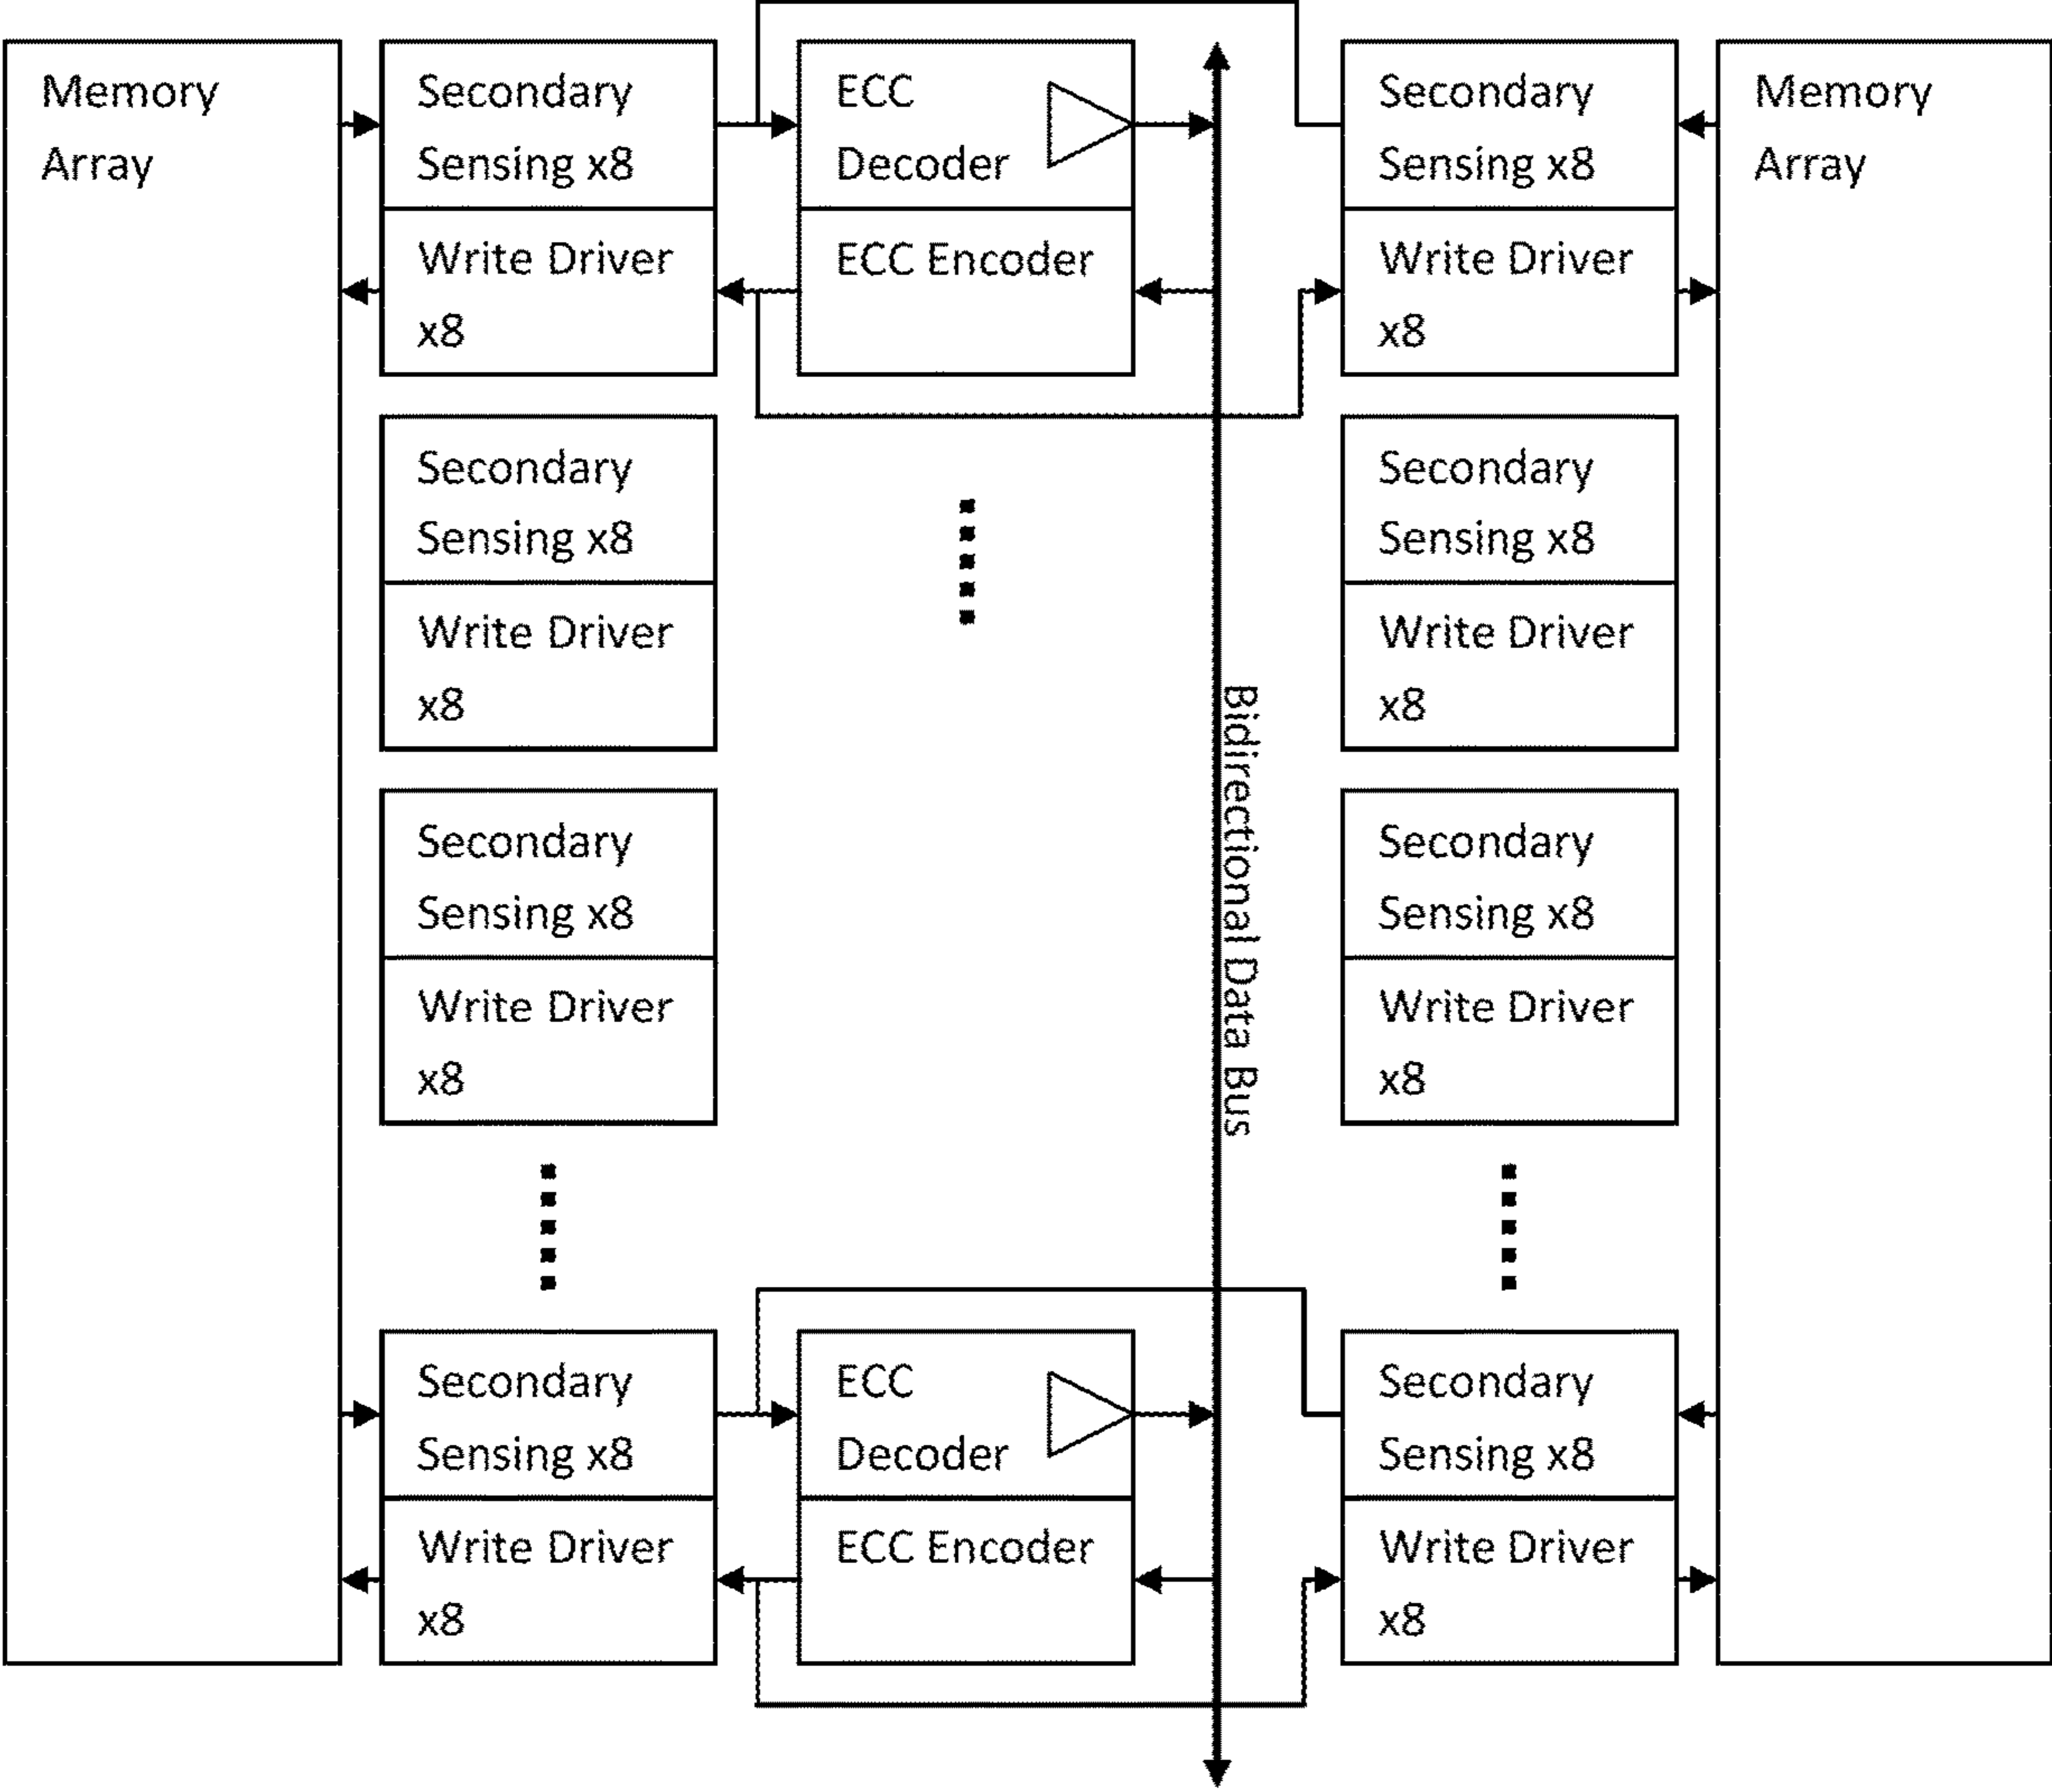 Memory
Array
Secondary
Sensing x8
Write Driver
x8
Secondary
Sensing x8
Write Driver
x8
Secondary
Sensing x8
Write Driver
x8
Secondary
Sensing x8
Write Driver
x8
ECC
Decoder
ECC Encoder
ECC
Decoder
ECC Encoder
Bidirectional Data Bus
Secondary
Sensing x8
Write Driver
x8
Secondary
Sensing x8
Write Driver
x8
Secondary
Sensing x8
Write Driver
x8
Secondary
Sensing x8
Write Driver
x8
Memory
Array